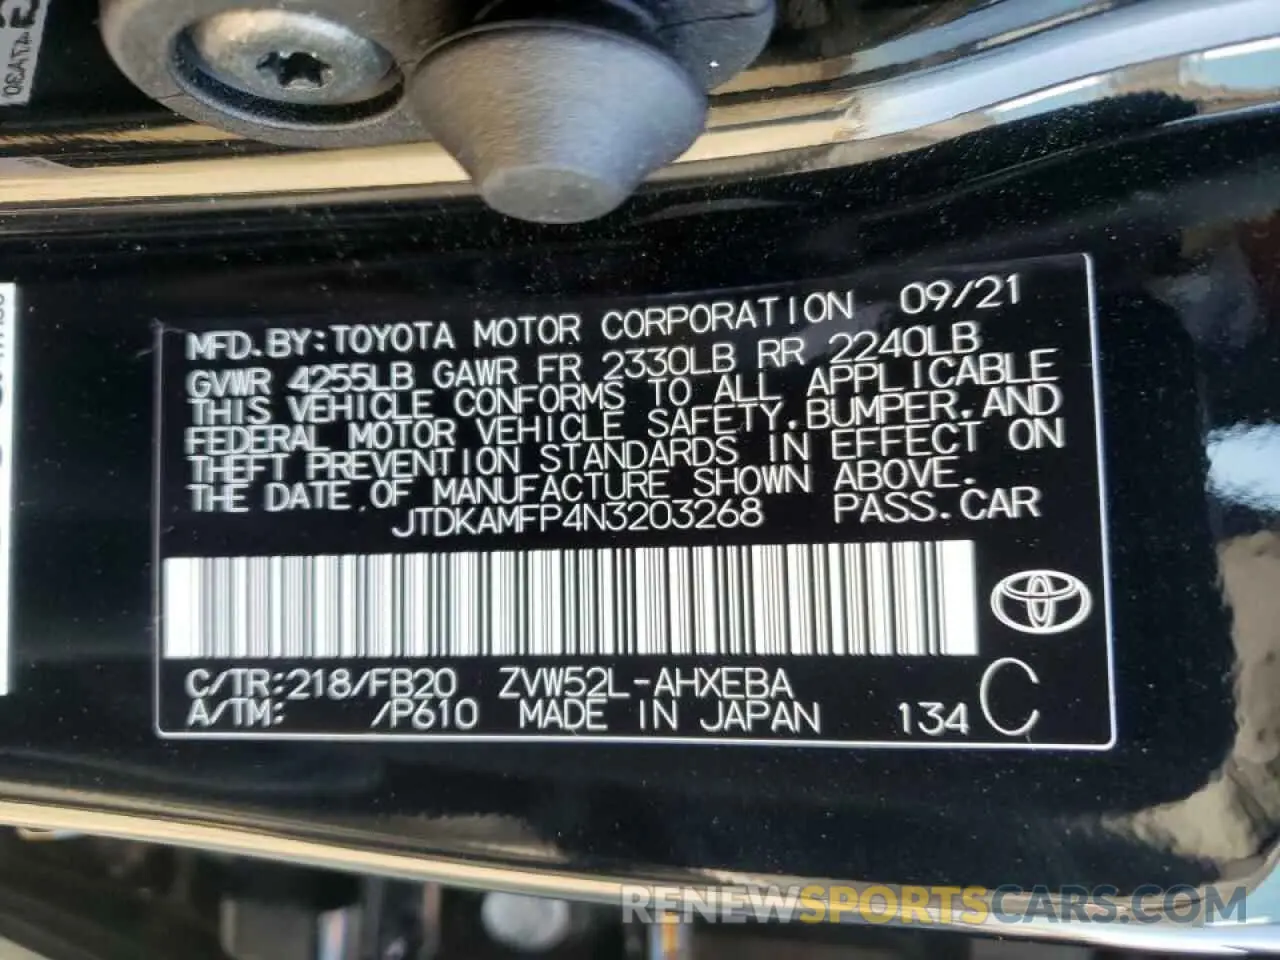 MFD.BY:TOYOTA MOTOR CORPORATION 09/21
GVWR 4255LB GAWR FR 2330LB RR 2240LB
THIS VEHICLE CONFORMS TO ALL APPLICABLE
FEDERAL MOTOR VEHICLE SAFETY,BUMPER,AND
THEFT PREVENTION STANDARDS IN EFFECT ON
THE DATE OF MANUFACTURE SHOWN ABOVE.
JTDKAMFP4N3203268 PASS.CAR
C/TR:218/FB20 ZVW52L-AHXEBA
A/TM: /P610 MADE IN JAPAN 134 C
RENEWSPORTSCARS.COM